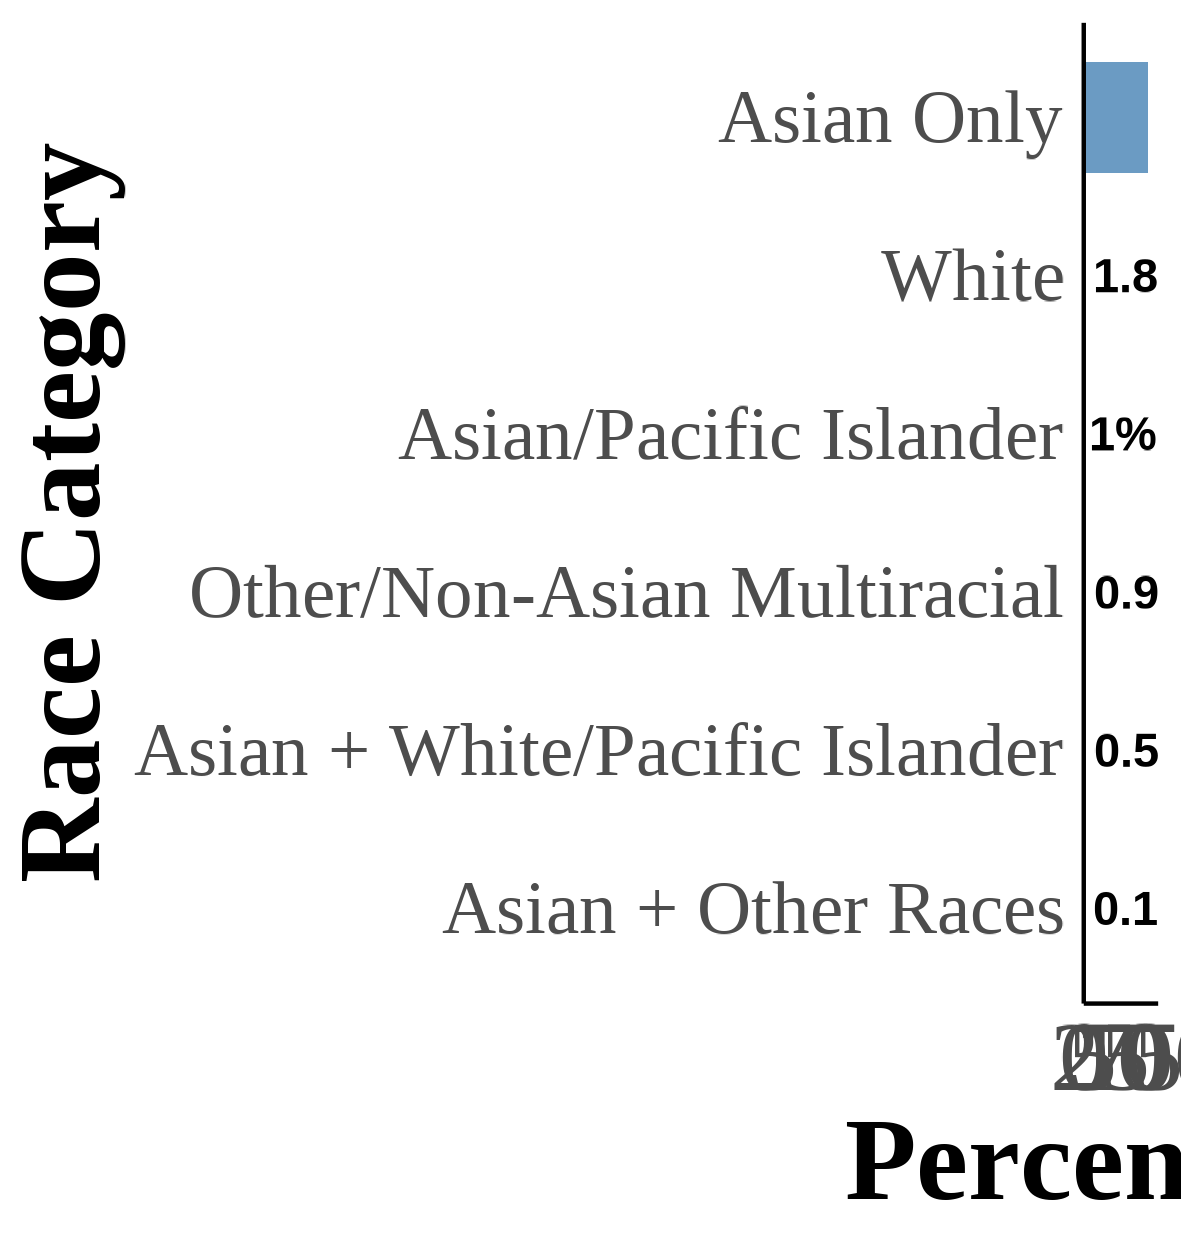 Race Category
Asian Only
White 1.8
Asian/Pacific Islander 1%
Other/Non-Asian Multiracial 0.9
Asian + White/Pacific Islander 0.5
Asian + Other Races 0.1
Percen